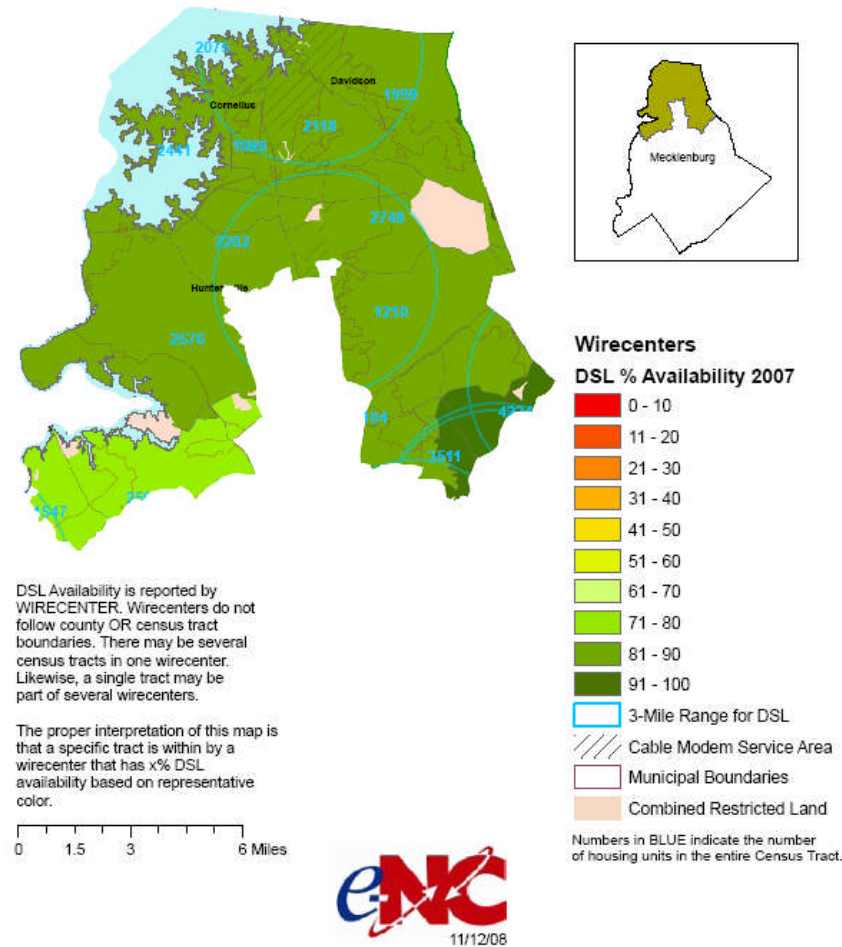 2075
Davidson
1999
Cornelius
2118
1099
2441
Mecklenburg
2748
2202
1210
2576
Wirecenters
DSL % Availability 2007
0 - 10
11 - 20
21 - 30
31 - 40
41 - 50
51 - 60
61 - 70
71 - 80
81 - 90
91 - 100
3-Mile Range for DSL
Cable Modem Service Area
Municipal Boundaries
Combined Restricted Land
Numbers in BLUE indicate the number
of housing units in the entire Census Tract.
3511
1547
DSL Availability is reported by
WIRECENTER. Wirecenters do not
follow county OR census tract
boundaries. There may be several
census tracts in one wirecenter.
Likewise, a single tract may be
part of several wirecenters.
The proper interpretation of this map is
that a specific tract is within by a
wirecenter that has x% DSL
availability based on representative
color.
0 1.5 3 6 Miles
e-NC
11/12/08